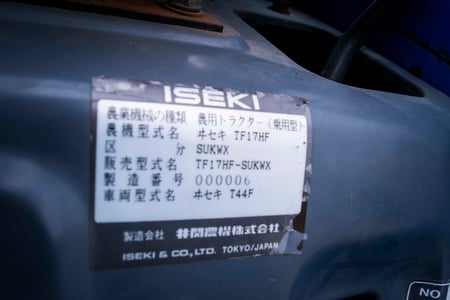 ISEKI
農業機械の種類 農用トラクター(乗用型)
農機型式名 ヰセキ TF17HF
区分 SUKWX
販売型式名 TF17HF-SUKWX
製造番号 000006
車両型式名 ヰセキ T44F
製造会社 井関農機株式会社
ISEKI & CO., LTD. TOKYO/JAPAN
NO